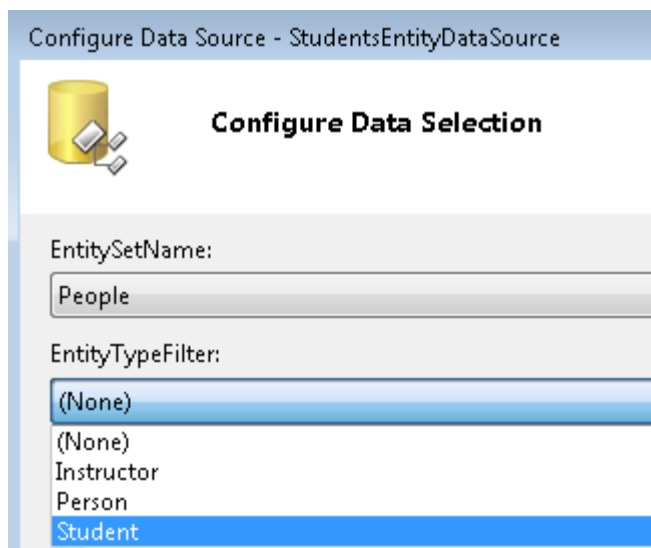 Configure Data Source - StudentsEntityDataSource
Configure Data Selection
EntitySetName:
People
EntityTypeFilter:
(None)
(None)
Instructor
Person
Student